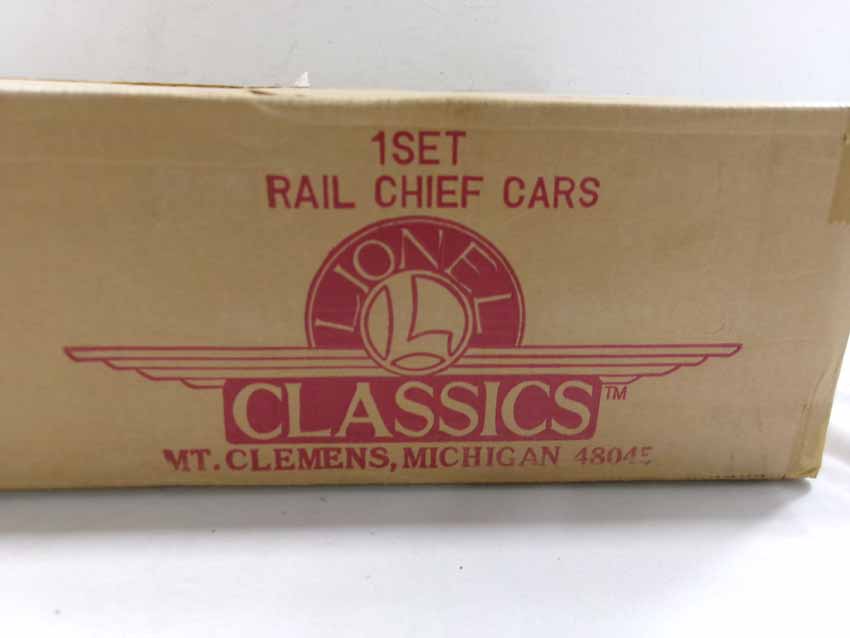 1SET
RAIL CHIEF CARS
LIONEL
L
CLASSICS™
MT. CLEMENS, MICHIGAN 48045